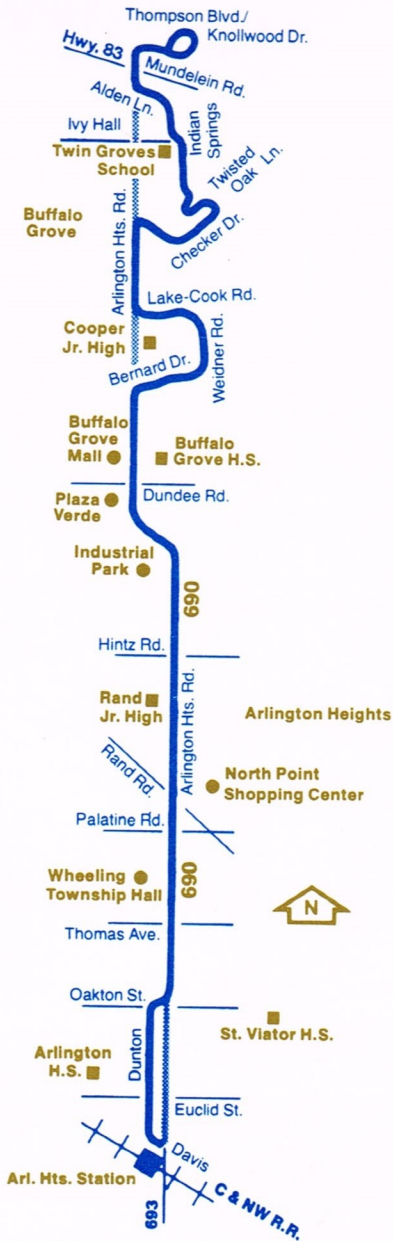 Thompson Blvd./
Knollwood Dr.
Hwy. 83
Mundelein Rd.
Alden Ln.
Ivy Hall
Indian
Springs
Twin Groves
School
Twisted
Oak Ln.
Buffalo
Grove
Arlington Hts. Rd.
Checker Dr.
Lake-Cook Rd.
Cooper
Jr. High
Weidner Rd.
Bernard Dr.
Buffalo
Grove
Mall
Buffalo
Grove H.S.
Plaza
Verde
Dundee Rd.
Industrial
Park
690
Hintz Rd.
Rand
Jr. High
Arlington Hts. Rd.
Arlington Heights
Rand Rd.
North Point
Shopping Center
Palatine Rd.
Wheeling
Township Hall
690
N
Thomas Ave.
Oakton St.
St. Viator H.S.
Dunton
Arlington
H.S.
Euclid St.
Davis
Arl. Hts. Station
693
C & NW R.R.